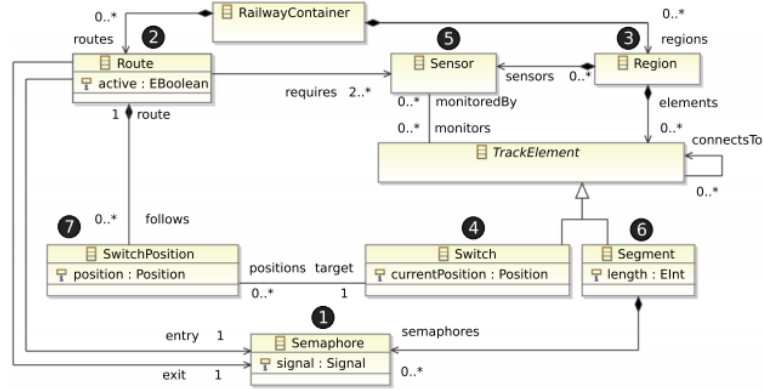 RailwayContainer
0..*
routes
0..*
regions
2
Route
active : EBoolean
5
Sensor
3
Region
sensors 0..*
requires 2..*
0..* monitoredBy
0..* monitors
elements
0..*
1 route
TrackElement
connectsTo
0..*
0..* follows
7
SwitchPosition
position : Position
positions target
0..* 1
4
Switch
currentPosition : Position
6
Segment
length : EInt
1
Semaphore
signal : Signal
entry 1
exit 1
semaphores
0..*